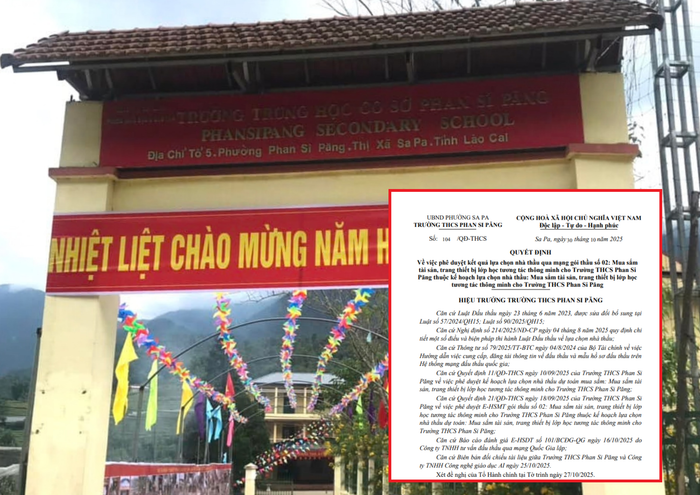 TRƯỜNG TRUNG HỌC CƠ SỞ PHAN SI PĂNG
PHANSIPANG SECONDARY SCHOOL
Địa Chỉ Tổ 5, Phường Phan Si Păng, Thị Xã Sa Pa, Tỉnh Lào Cai
NHIỆT LIỆT CHÀO MỪNG NĂM H
UBND PHƯỜNG SA PA
TRƯỜNG THCS PHAN SI PĂNG
Số: 104 /QĐ-THCS
CỘNG HOÀ XÃ HỘI CHỦ NGHĨA VIỆT NAM
Độc lập - Tự do - Hạnh phúc
Sa Pa, ngày 30 tháng 10 năm 2025
QUYẾT ĐỊNH
Về việc phê duyệt kết quả lựa chọn nhà thầu qua mạng gói thầu số 02: Mua sắm
tài sản, trang thiết bị lớp học tương tác thông minh cho Trường THCS Phan Si
Păng thuộc kế hoạch lựa chọn nhà thầu: Mua sắm tài sản, trang thiết bị lớp học
tương tác thông minh cho Trường THCS Phan Si Păng
HIỆU TRƯỞNG TRƯỜNG THCS PHAN SI PĂNG
Căn cứ Luật Đấu thầu ngày 23 tháng 6 năm 2023, được sửa đổi bổ sung tại
Luật số 57/2024/QH15; Luật số 90/2025/QH15;
Căn cứ Nghị định số 214/2025/NĐ-CP ngày 04 tháng 8 năm 2025 quy định chi
tiết một số điều và biện pháp thi hành Luật Đấu thầu về lựa chọn nhà thầu;
Căn cứ Thông tư số 79/2025/TT-BTC ngày 04/8/2024 của Bộ Tài chính về việc
Hướng dẫn việc cung cấp, đăng tải thông tin về đấu thầu và mẫu hồ sơ đấu thầu trên
Hệ thống mạng đấu thầu quốc gia;
Căn cứ Quyết định 11/QĐ-THCS ngày 10/09/2025 của Trường THCS Phan Si
Păng về việc phê duyệt kế hoạch lựa chọn nhà thầu dự toán mua sắm: Mua sắm tài
sản, trang thiết bị lớp học tương tác thông minh cho Trường THCS Phan Si Păng;
Căn cứ Quyết định 21/QĐ-THCS ngày 18/09/2025 của Trường THCS Phan Si
Păng về việc phê duyệt E-HSMT gói thầu số 02: Mua sắm tài sản, trang thiết bị lớp
học tương tác thông minh cho Trường THCS Phan Si Păng thuộc kế hoạch lựa chọn
nhà thầu dự toán: Mua sắm tài sản, trang thiết bị lớp học tương tác thông minh cho
Trường THCS Phan Si Păng;
Căn cứ Báo cáo đánh giá E-HSDT số 101/BCĐG-QG ngày 16/10/2025 do
Công ty TNHH tư vấn đấu thầu qua mạng Quốc Gia lập;
Căn cứ Biên bản đối chiếu tài liệu giữa Trường THCS Phan Si Păng và Công
ty TNHH Công nghệ giáo dục AI ngày 25/10/2025.
Xét đề nghị của Tổ Hành chính tại Tờ trình ngày 27/10/2025.